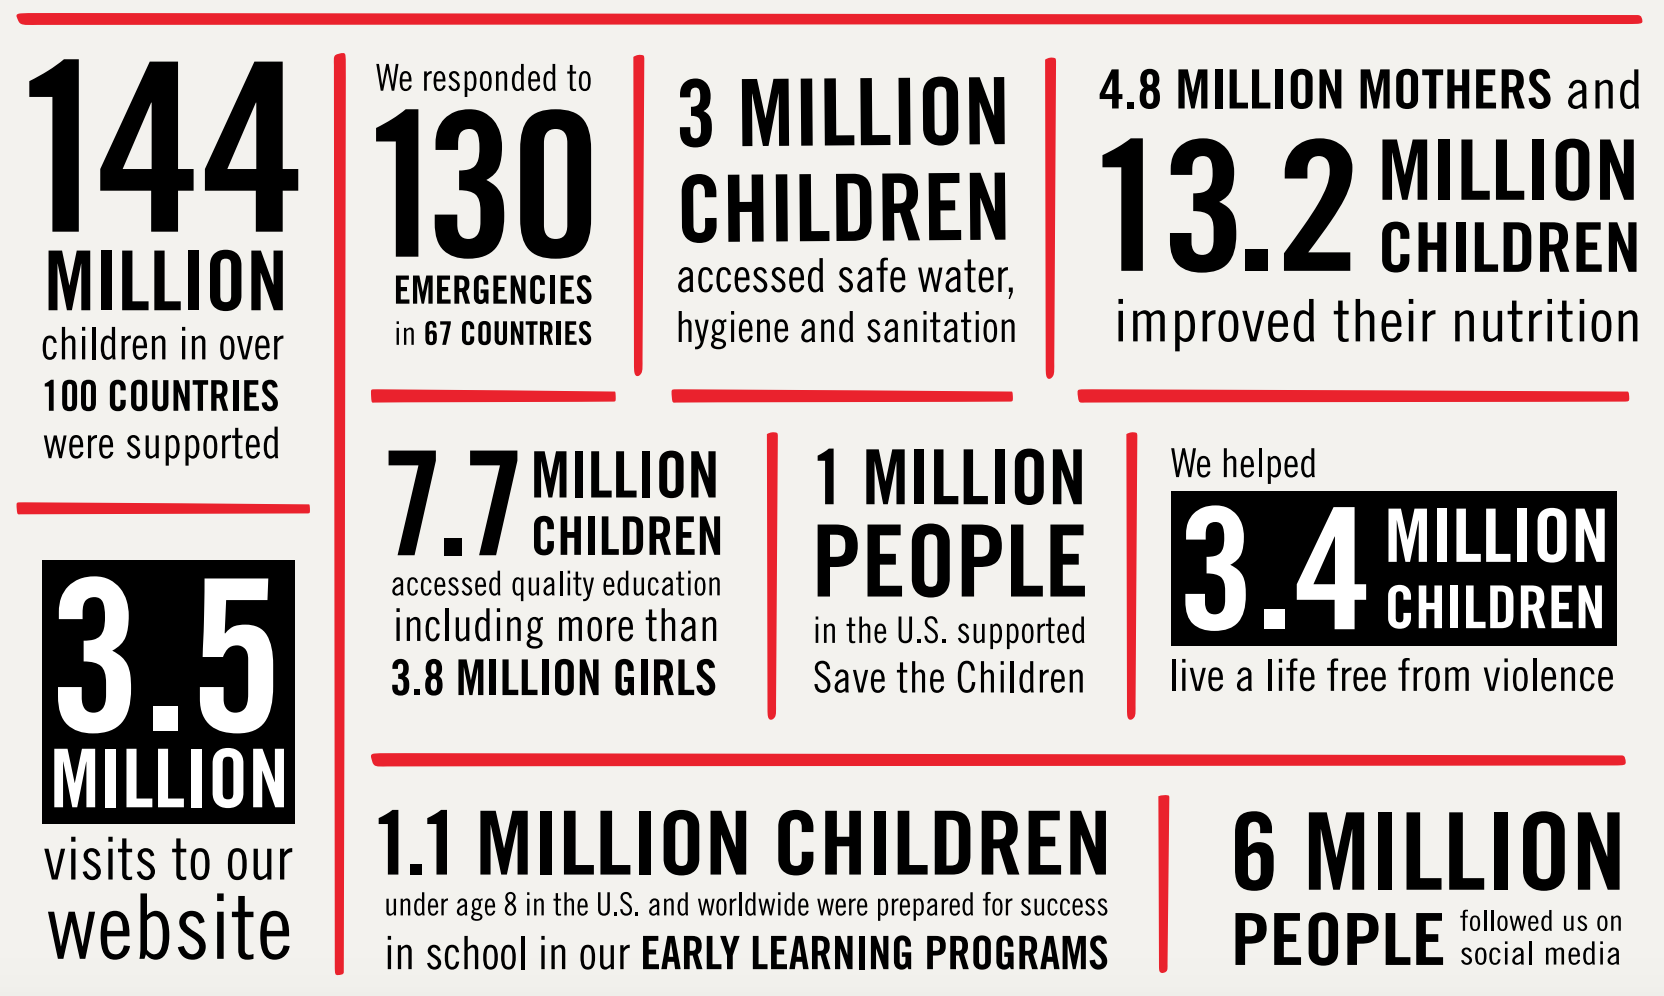 144
MILLION
children in over
100 COUNTRIES
were supported
3.5
MILLION
visits to our
website
We responded to
130
EMERGENCIES
in 67 COUNTRIES
3 MILLION
CHILDREN
accessed safe water,
hygiene and sanitation
4.8 MILLION MOTHERS and
13.2 MILLION
CHILDREN
improved their nutrition
7.7 MILLION
CHILDREN
accessed quality education
including more than
3.8 MILLION GIRLS
1 MILLION
PEOPLE
in the U.S. supported
Save the Children
We helped
3.4 MILLION
CHILDREN
live a life free from violence
1.1 MILLION CHILDREN
under age 8 in the U.S. and worldwide were prepared for success
in school in our EARLY LEARNING PROGRAMS
6 MILLION
PEOPLE followed us on
social media